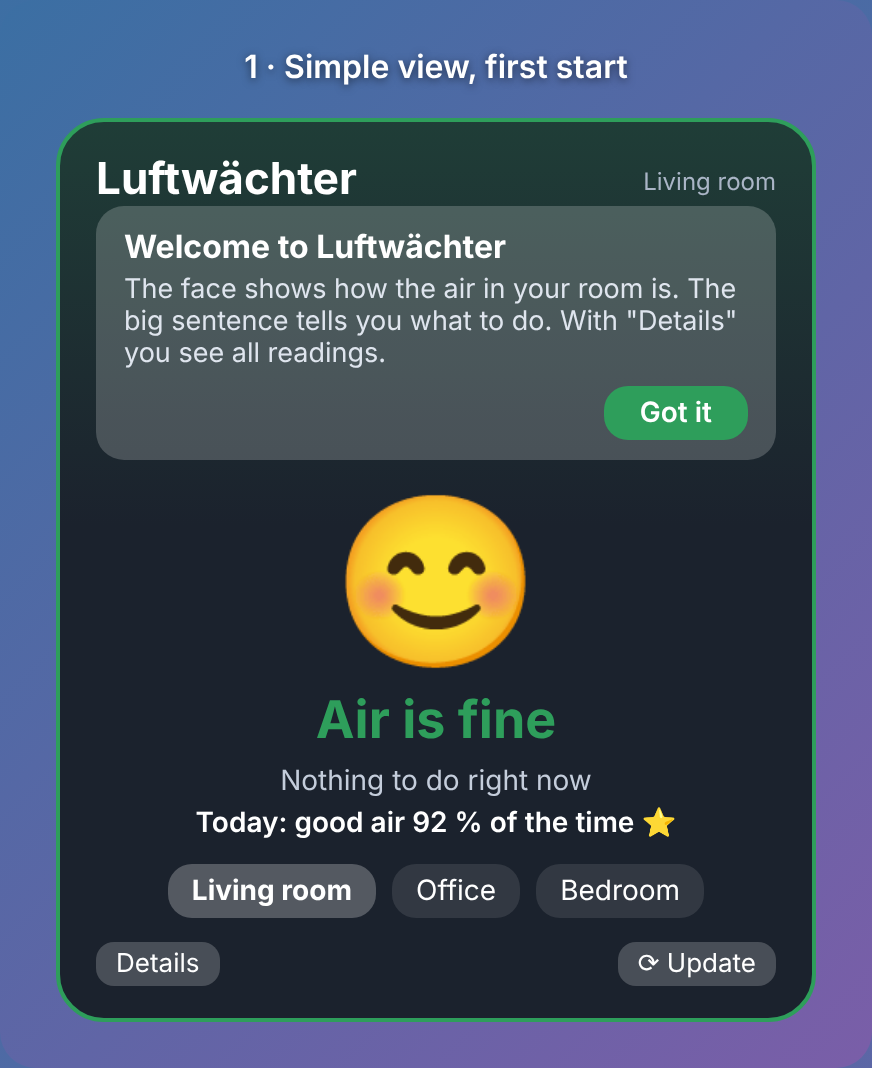 1 · Simple view, first start
Luftwächter
Living room
Welcome to Luftwächter
The face shows how the air in your room is. The
big sentence tells you what to do. With "Details"
you see all readings.
Got it
Air is fine
Nothing to do right now
Today: good air 92 % of the time ⭐
Living room
Office
Bedroom
Details
⟳ Update